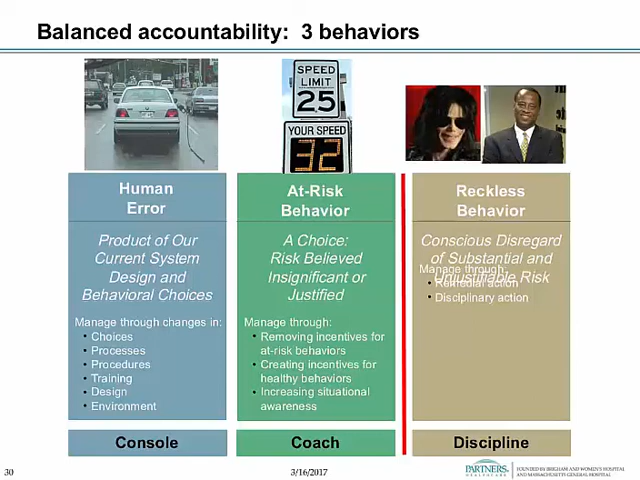 Balanced accountability: 3 behaviors
SPEED
LIMIT
25
YOUR SPEED
32
Human
Error
Product of Our
Current System
Design and
Behavioral Choices
Manage through changes in:
• Choices
• Processes
• Procedures
• Training
• Design
• Environment
Console
At-Risk
Behavior
A Choice:
Risk Believed
Insignificant or
Justified
Manage through:
• Removing incentives for
at-risk behaviors
• Creating incentives for
healthy behaviors
• Increasing situational
awareness
Coach
Reckless
Behavior
Conscious Disregard
of Substantial and
Unjustifiable Risk
Manage through:
• Remedial action
• Disciplinary action
Discipline
30
3/16/2017
PARTNERS
HEALTHCARE
FOUNDED BY BRIGHAM AND WOMEN'S HOSPITAL
AND MASSACHUSETTS GENERAL HOSPITAL